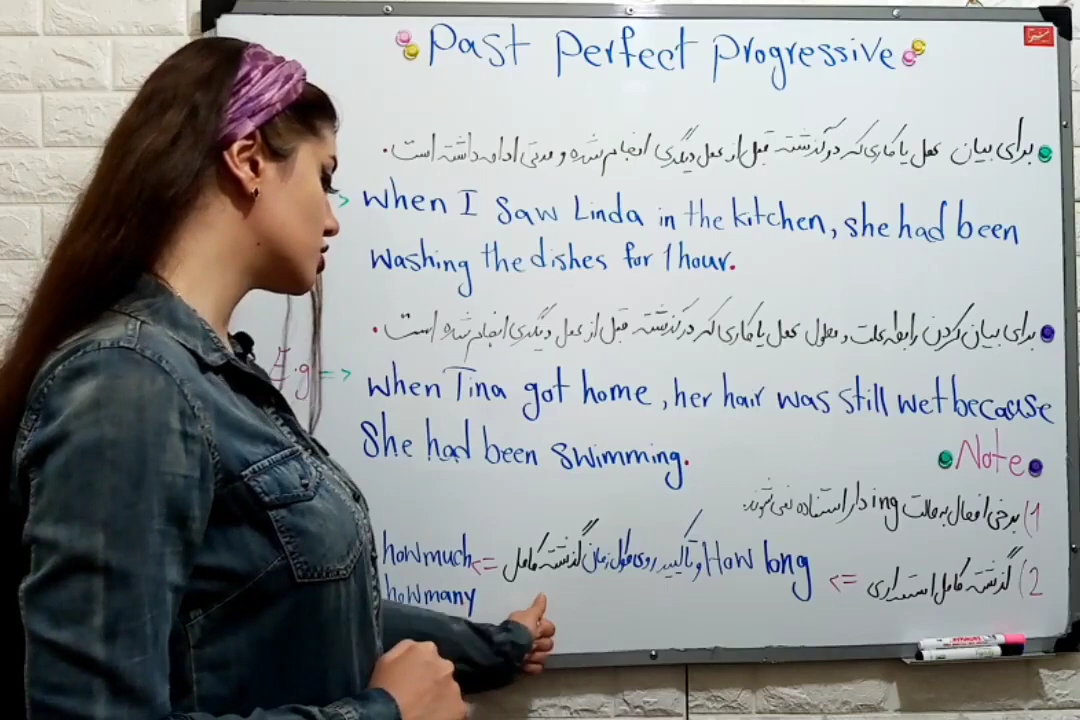 Past Perfect Progressive
برای بیان عمل یا کاری که در گذشته قبل از عمل دیگری انجام شده و مدتی ادامه داشته است.
When I saw Linda in the kitchen, she had been
washing the dishes for 1 hour.
برای بیان کردن رابطه علت و معلول عمل یا کاری که در گذشته قبل از عمل دیگری انجام شده است.
E.g => when Tina got home, her hair was still wet because
She had been swimming.
Note
1) برخی افعال به حالت ing دار استفاده نمی شوند.
2) گذشته کامل استمراری => How long و تأکید روی طول زمان گذشته کامل => how much
how many